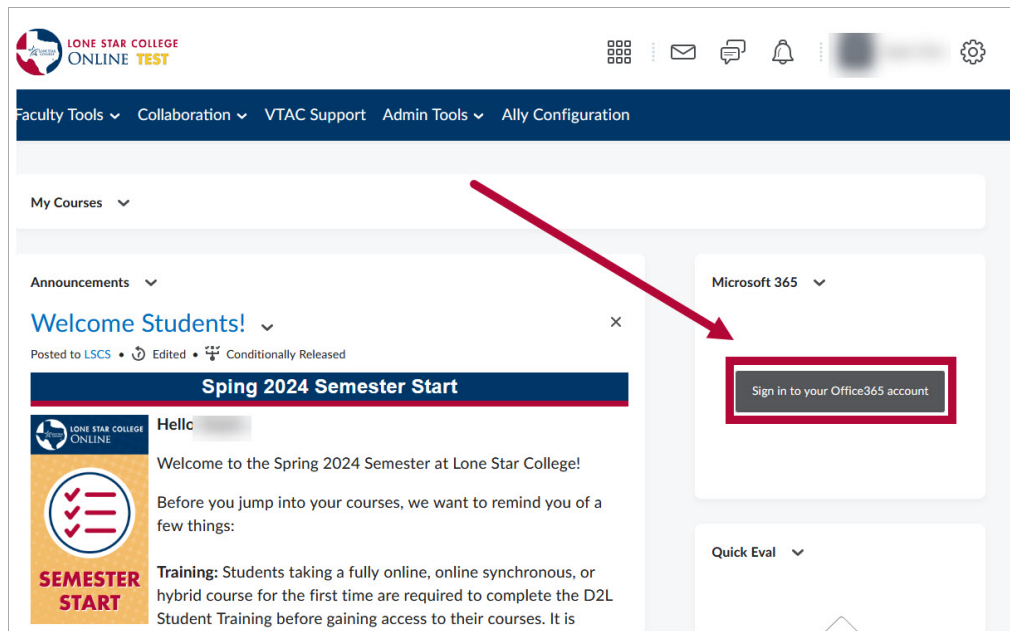 LONE STAR COLLEGE
ONLINE TEST
Faculty Tools Collaboration VTAC Support Admin Tools Ally Configuration
My Courses
Announcements
Welcome Students!
Posted to LSCS • Edited • Conditionally Released
Sping 2024 Semester Start
LONE STAR COLLEGE
ONLINE
SEMESTER
START
Hello
Welcome to the Spring 2024 Semester at Lone Star College!
Before you jump into your courses, we want to remind you of a
few things:
Training: Students taking a fully online, online synchronous, or
hybrid course for the first time are required to complete the D2L
Student Training before gaining access to their courses. It is
Microsoft 365
Sign in to your Office365 account
Quick Eval